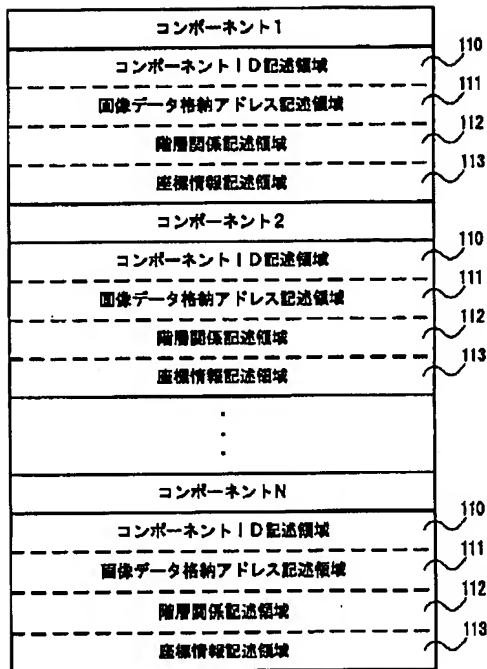 コンポーネント1
コンポーネントID記述領域 110
画像データ格納アドレス記述領域 111
階層関係記述領域 112
座標情報記述領域 113
コンポーネント2
コンポーネントID記述領域 110
画像データ格納アドレス記述領域 111
階層関係記述領域 112
座標情報記述領域 113
コンポーネントN
コンポーネントID記述領域 110
画像データ格納アドレス記述領域 111
階層関係記述領域 112
座標情報記述領域 113